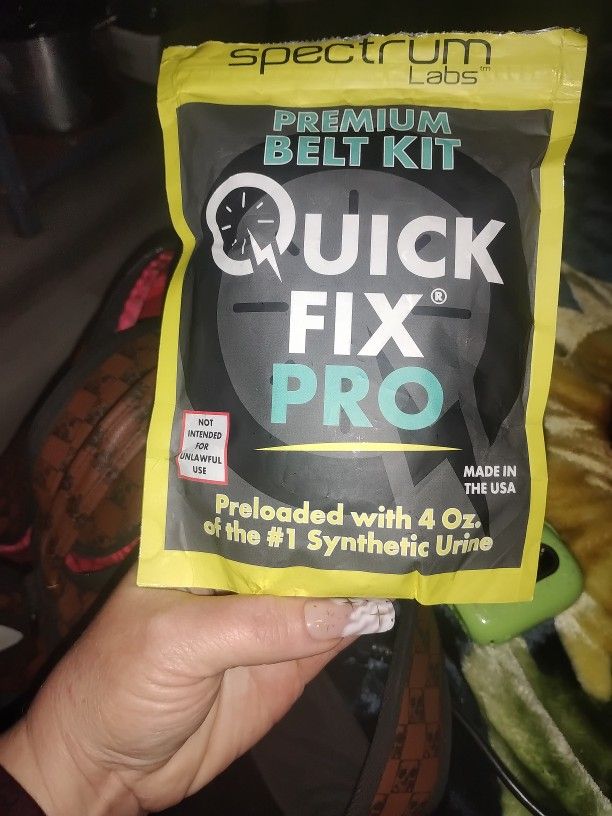 spectrum
Labs™
PREMIUM
BELT KIT
QUICK
FIX®
PRO
NOT
INTENDED
FOR
UNLAWFUL
USE
MADE IN
THE USA
Preloaded with 4 Oz.
of the #1 Synthetic Urine